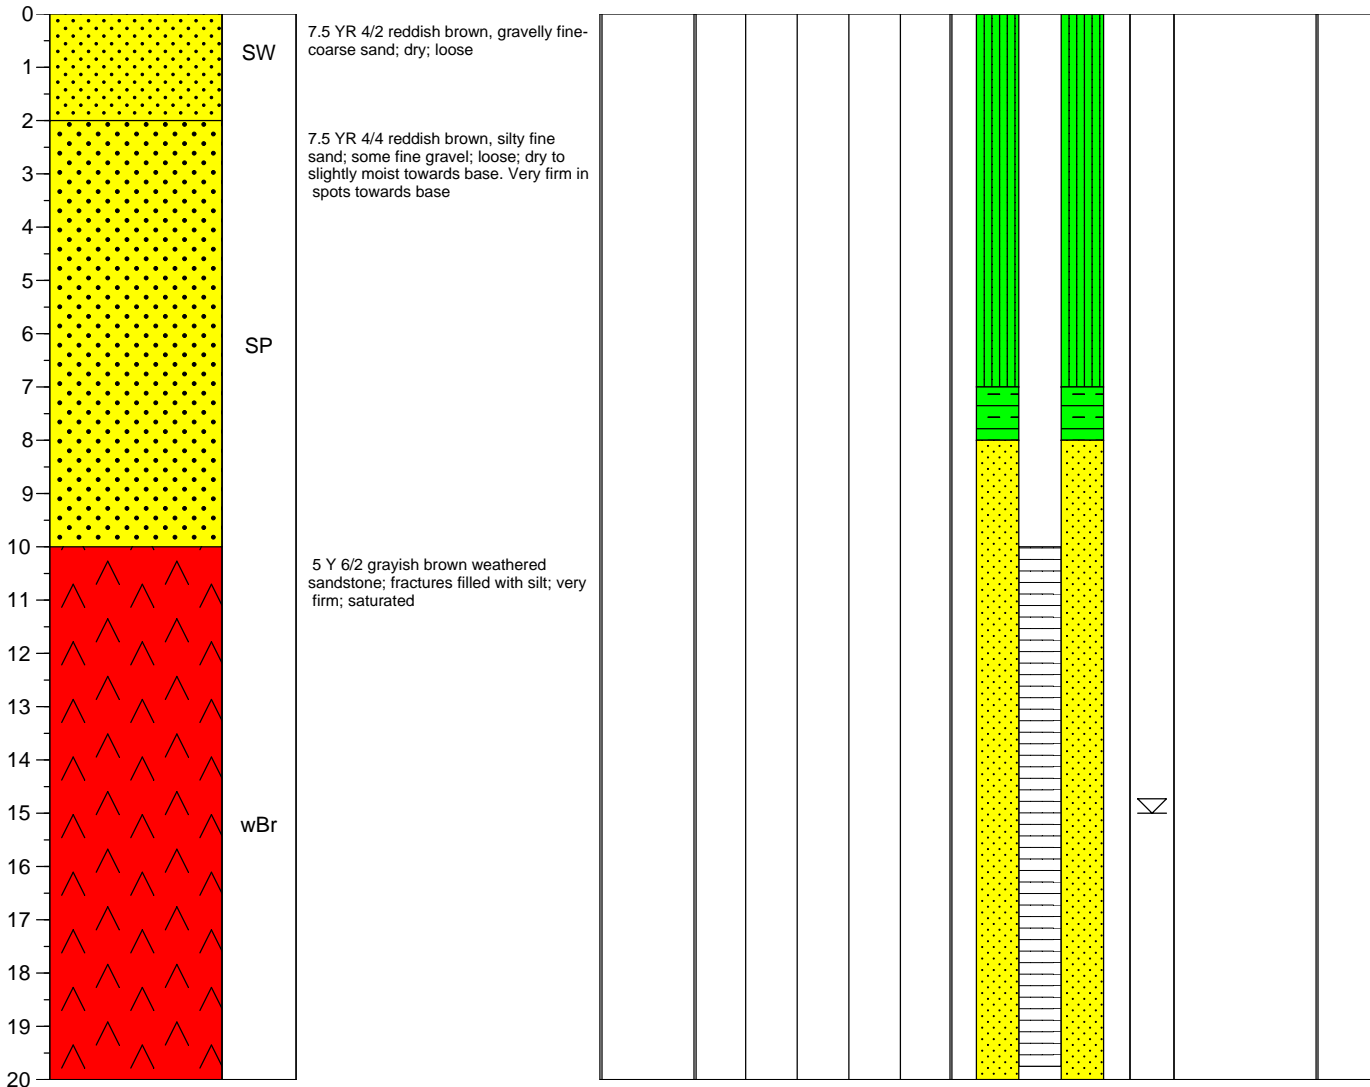 0
1
2
3
4
5
6
7
8
9
10
11
12
13
14
15
16
17
18
19
20
SW
7.5 YR 4/2 reddish brown, gravelly fine-
coarse sand; dry; loose
SP
7.5 YR 4/4 reddish brown, silty fine
sand; some fine gravel; loose; dry to
slightly moist towards base. Very firm in
spots towards base
wBr
5 Y 6/2 grayish brown weathered
sandstone; fractures filled with silt; very
firm; saturated